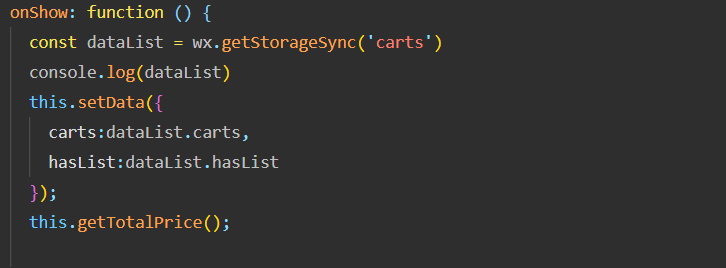 onShow: function () {
const dataList = wx.getStorageSync('carts')
console.log(dataList)
this.setData({
carts:dataList.carts,
hasList:dataList.hasList
});
this.getTotalPrice();